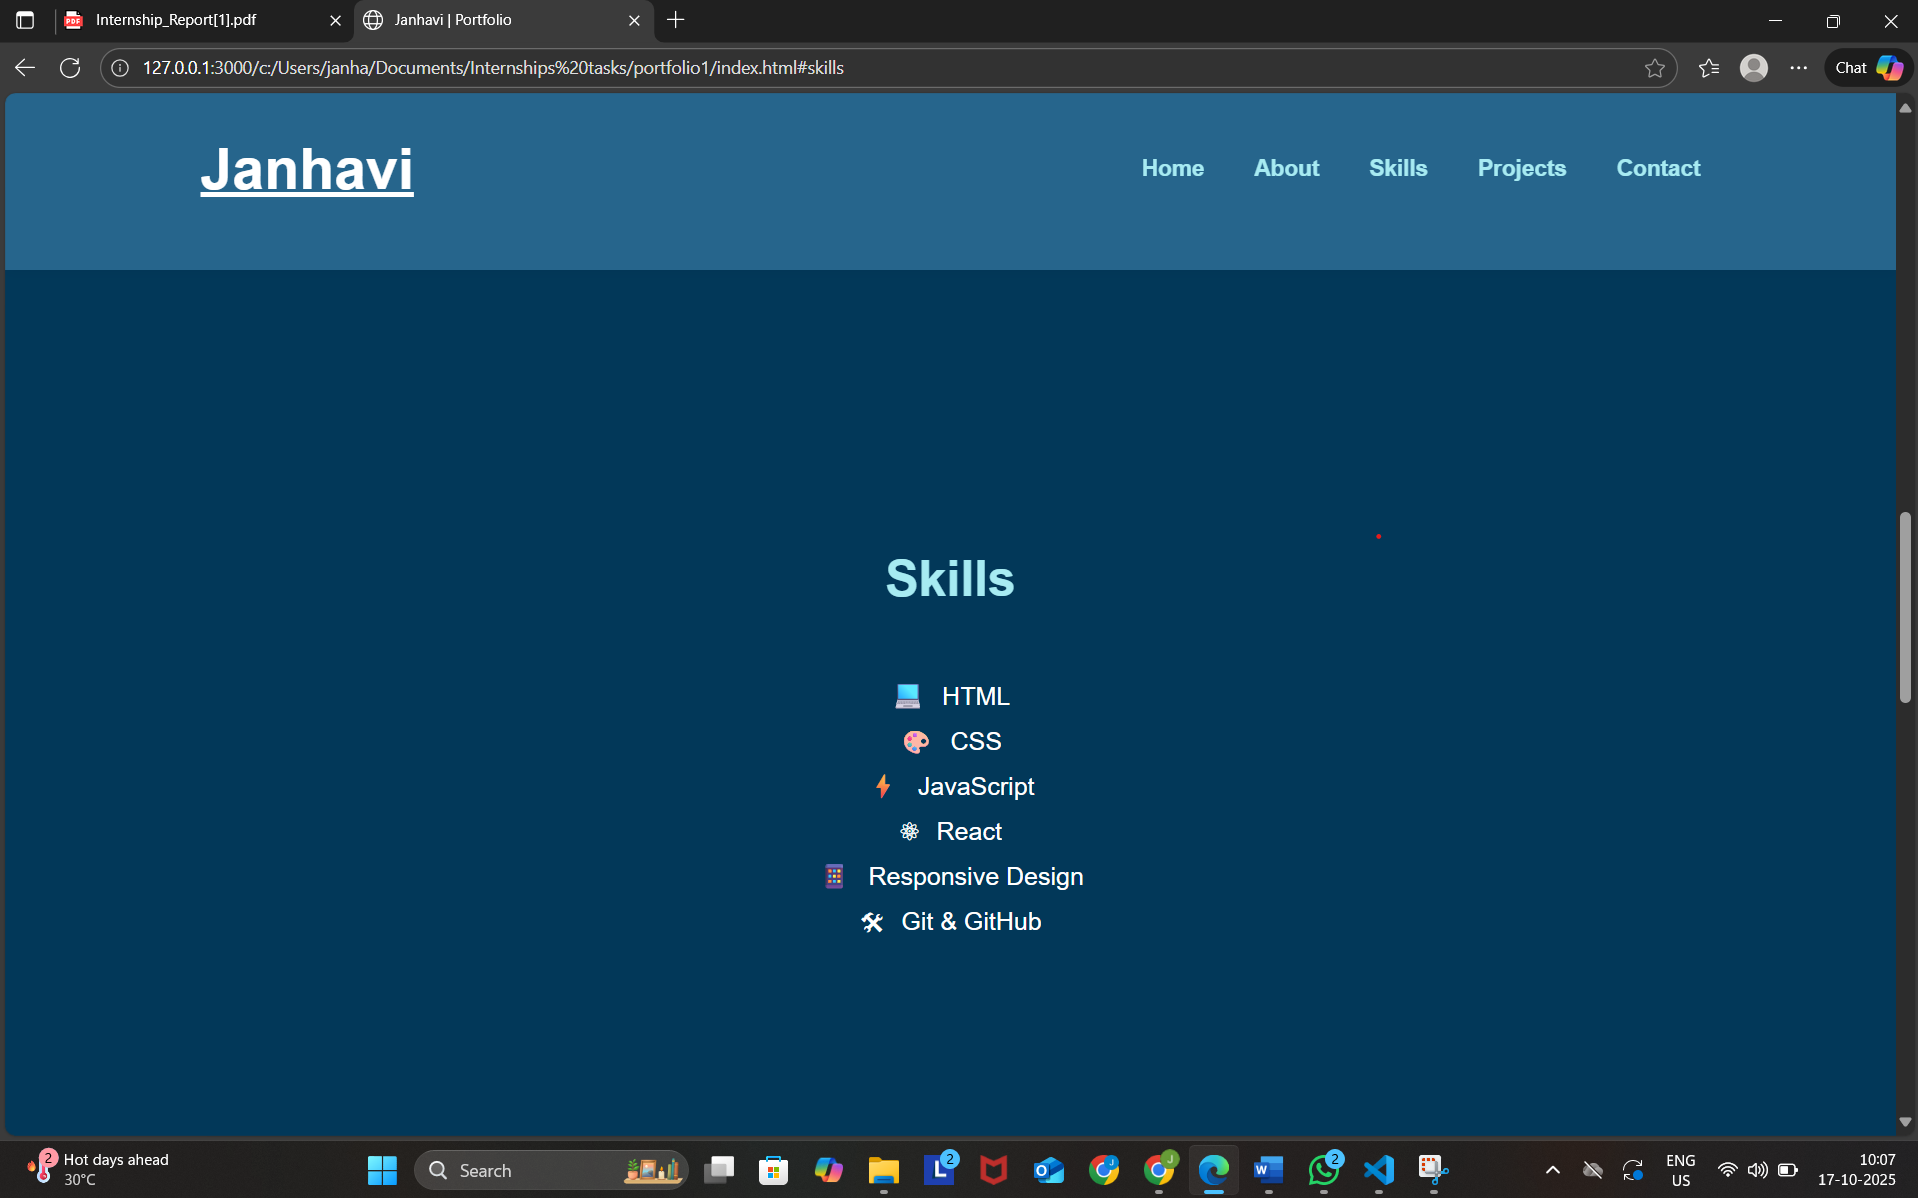 Internship_Report[1].pdf
Janhavi | Portfolio
127.0.0.1:3000/c:/Users/janha/Documents/Internships%20tasks/portfolio1/index.html#skills
Chat
Janhavi
Home About Skills Projects Contact
Skills
HTML
CSS
JavaScript
React
Responsive Design
Git & GitHub
2
Hot days ahead
30°C
Search
L 2
J
J
2
ENG
US
10:07
17-10-2025